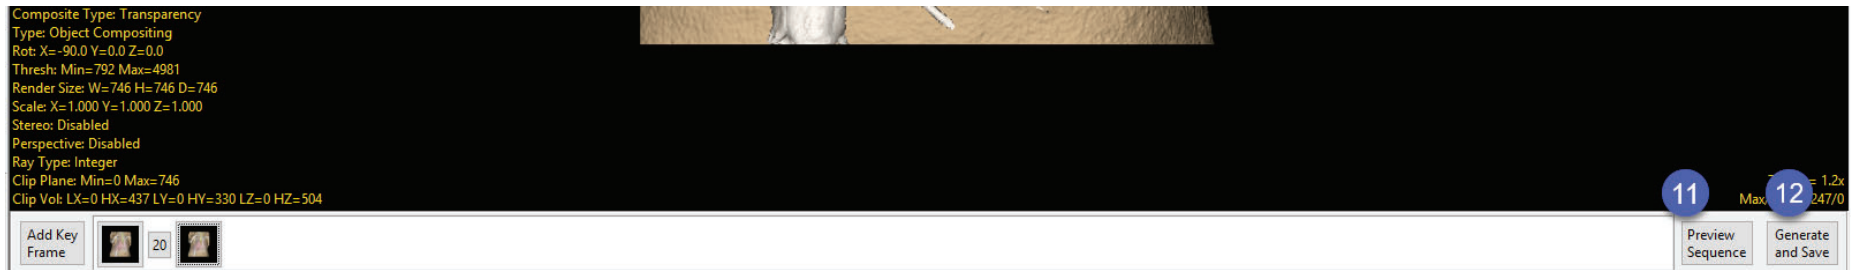 Composite Type: Transparency
Type: Object Compositing
Rot: X=-90.0 Y=0.0 Z=0.0
Thresh: Min=792 Max=4981
Render Size: W=746 H=746 D=746
Scale: X=1.000 Y=1.000 Z=1.000
Stereo: Disabled
Perspective: Disabled
Ray Type: Integer
Clip Plane: Min=0 Max=746
Clip Vol: LX=0 HX=437 LY=0 HY=330 LZ=0 HZ=504
= 1.2x
Max 247/0
11
12
Add Key
Frame
20
Preview
Sequence
Generate
and Save